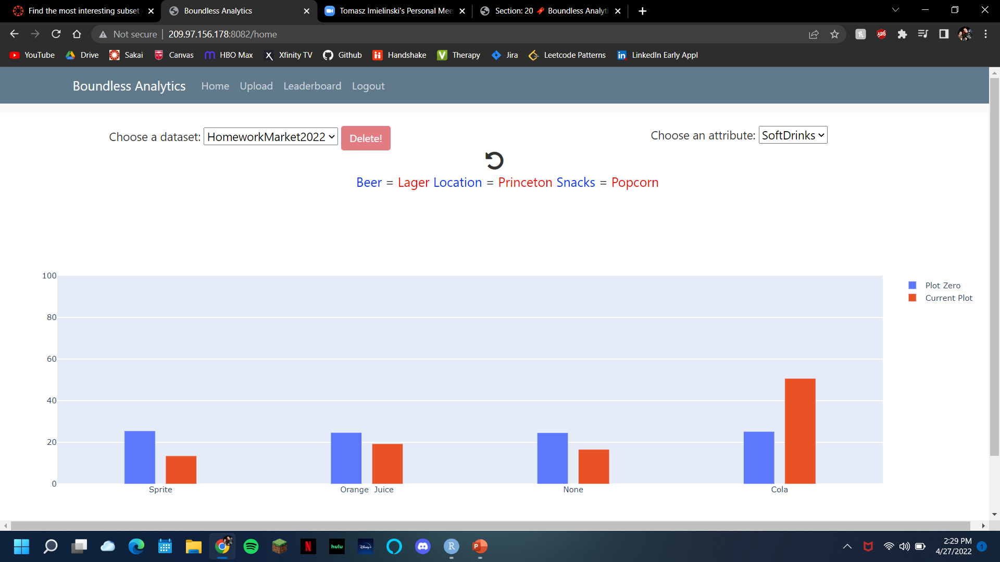 Find the most interesting subset
Boundless Analytics
Tomasz Imielinski's Personal Mee
Section: 20 Boundless Analyti
Not secure | 209.97.156.178:8082/home
YouTube Drive Sakai Canvas HBO Max Xfinity TV Github Handshake Therapy Jira Leetcode Patterns LinkedIn Early Appl
Boundless Analytics Home Upload Leaderboard Logout
Choose a dataset: HomeworkMarket2022 Delete! Choose an attribute: SoftDrinks
Beer = Lager Location = Princeton Snacks = Popcorn
100
80
60
40
20
0
Sprite Orange Juice None Cola
Plot Zero
Current Plot
hulu Disney+
2:29 PM
4/27/2022 1